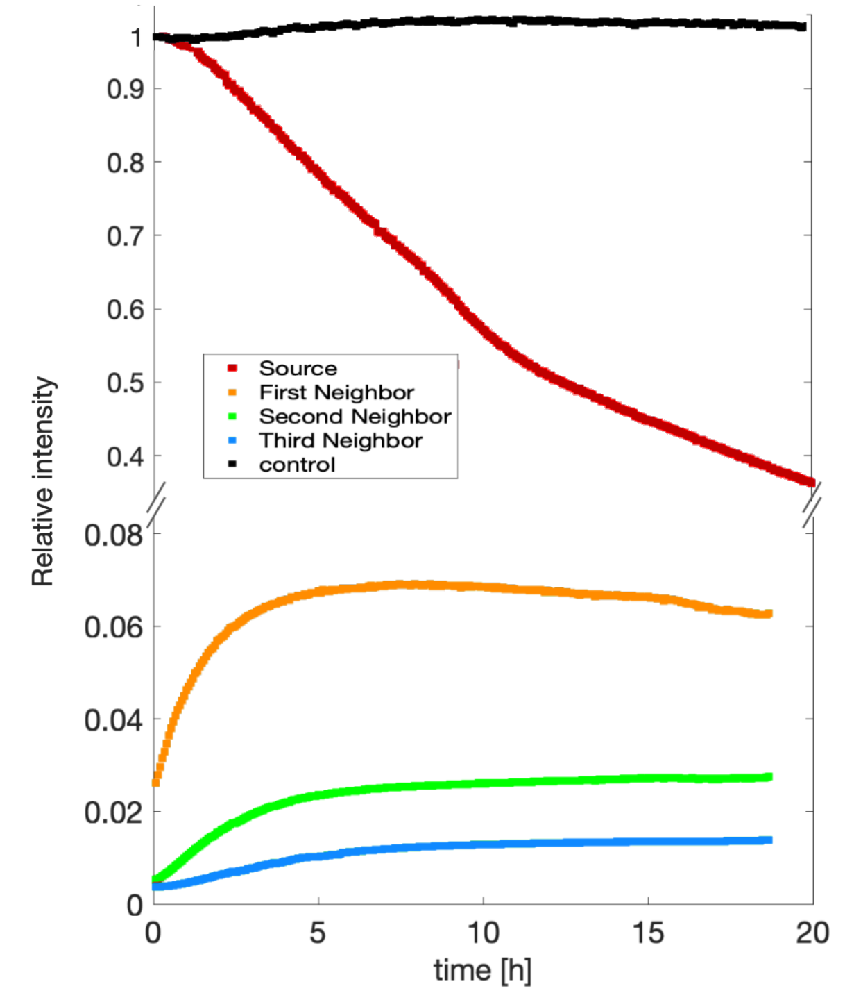 1
0.9
0.8
0.7
0.6
0.5
0.4
Source
First Neighbor
Second Neighbor
Third Neighbor
control
Relative intensity
0.08
0.06
0.04
0.02
0
0 5 10 15 20
time [h]